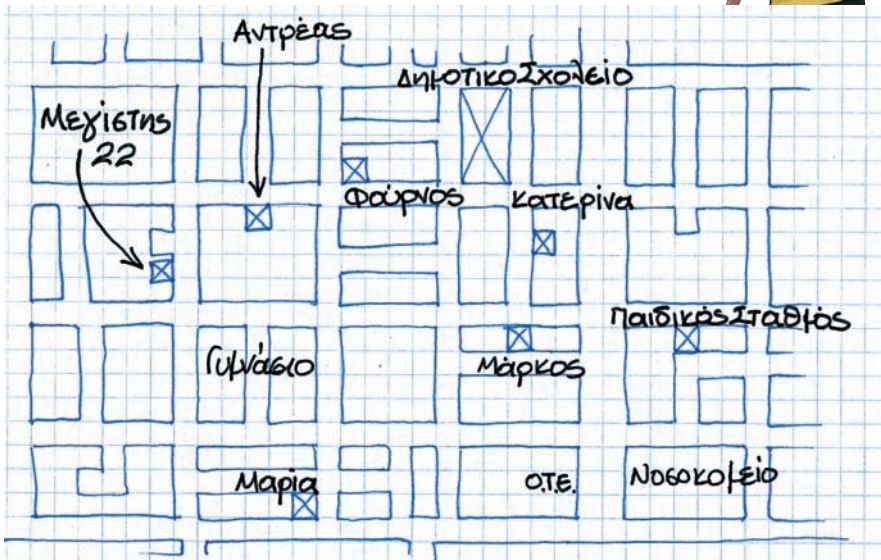 Αντρέας
Δημοτικό Σχολείο
Μεγίστης
22
Φούρνος
Κατερίνα
Παιδικός Σταθμός
Γυμνάσιο
Μάρκος
Μαρία
Ο.Τ.Ε.
Νοσοκομείο